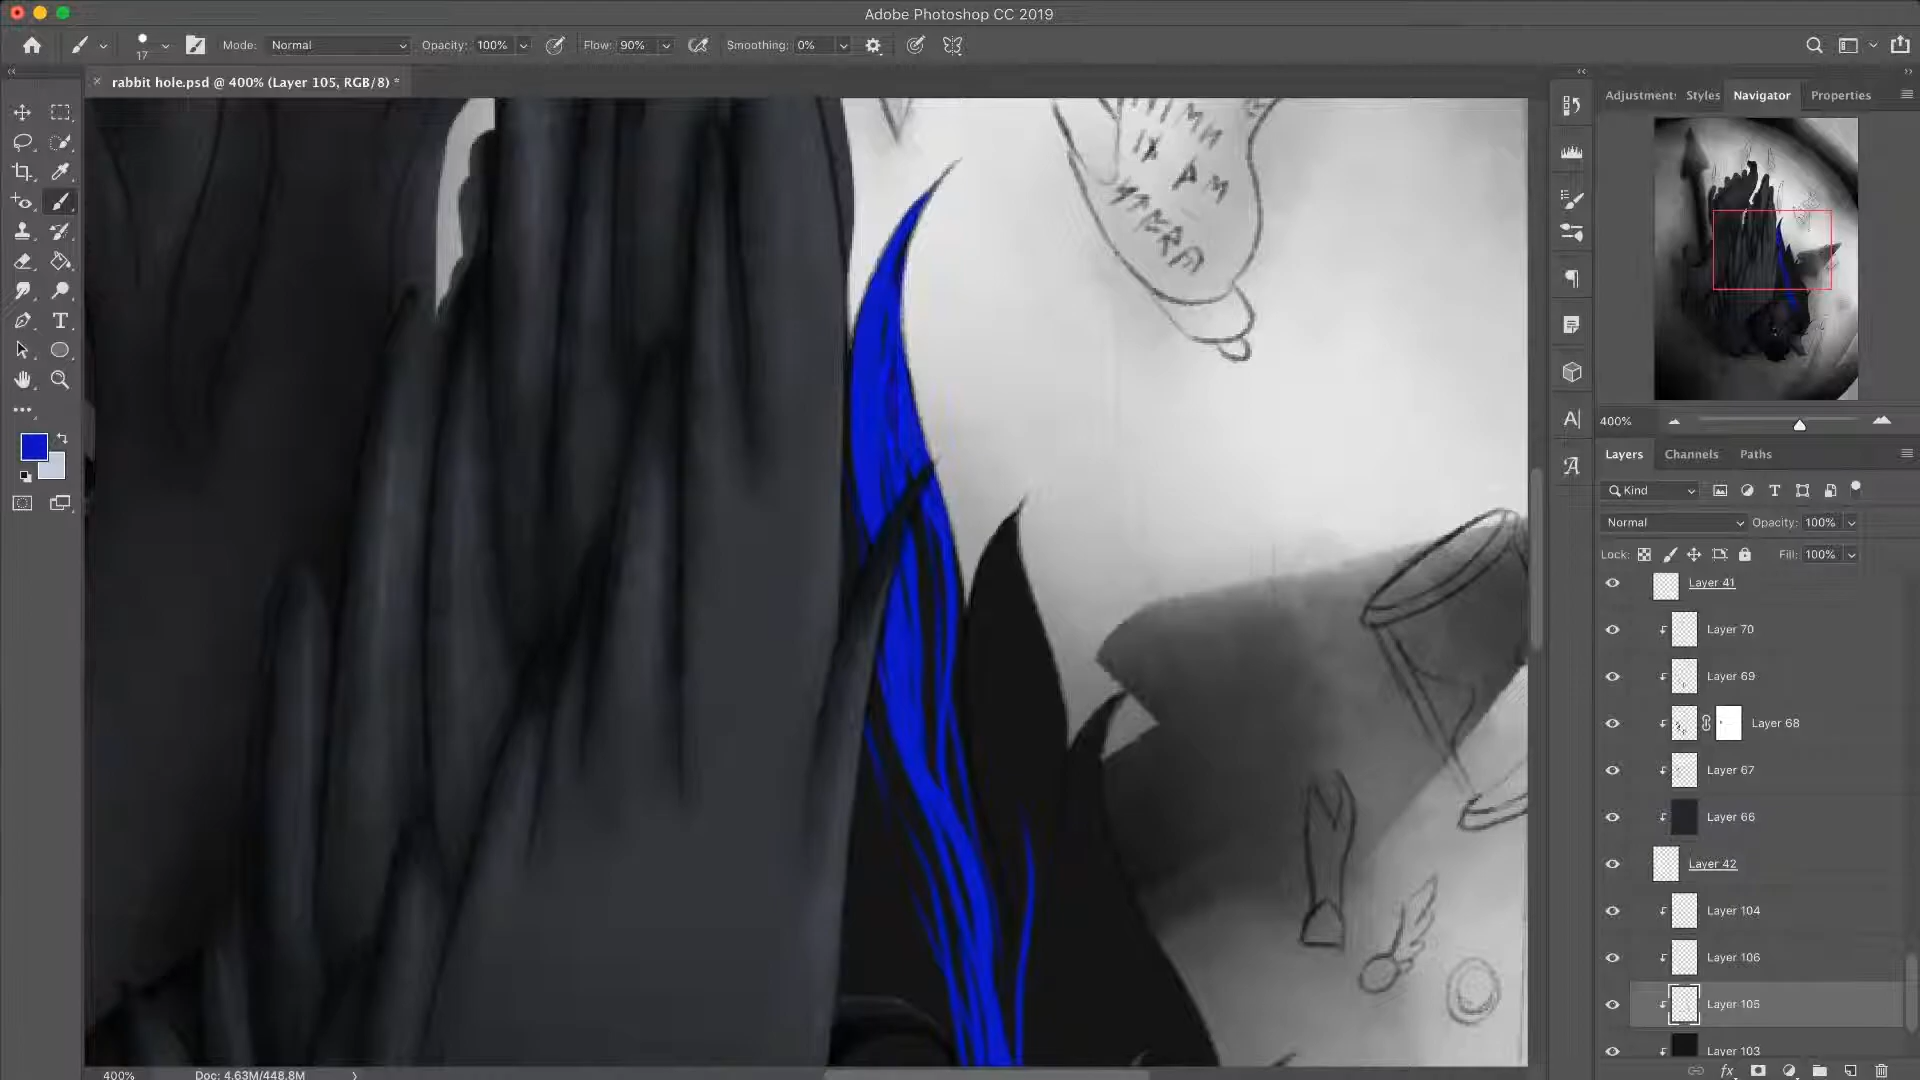 Adobe Photoshop CC 2019
17 Mode: Normal Opacity: 100% Flow: 90% Smoothing: 0%
rabbit hole.psd @ 400% (Layer 105, RGB/8) *
Adjustment: Styles Navigator Properties
400%
Layers Channels Paths
Kind
Normal Opacity: 100%
Lock: Fill: 100%
Layer 41
Layer 70
Layer 69
Layer 68
Layer 67
Layer 66
Layer 42
Layer 104
Layer 106
Layer 105
Layer 103
400% Doc: 4.63M/448.8M